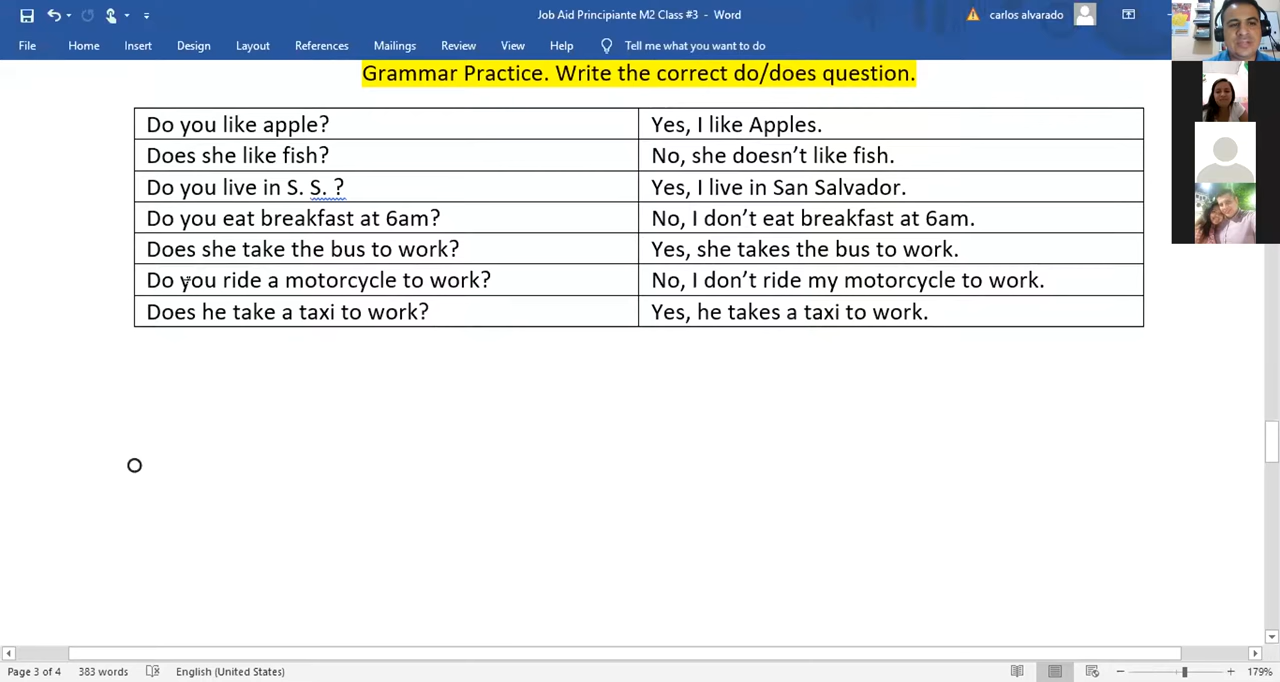 Job Aid Principiante M2 Class #3 - Word
carlos alvarado
File Home Insert Design Layout References Mailings Review View Help Tell me what you want to do
Grammar Practice. Write the correct do/does question.
Do you like apple? Yes, I like Apples.
Does she like fish? No, she doesn't like fish.
Do you live in S. S. ? Yes, I live in San Salvador.
Do you eat breakfast at 6am? No, I don't eat breakfast at 6am.
Does she take the bus to work? Yes, she takes the bus to work.
Do you ride a motorcycle to work? No, I don't ride my motorcycle to work.
Does he take a taxi to work? Yes, he takes a taxi to work.
Page 3 of 4 383 words English (United States) 179%